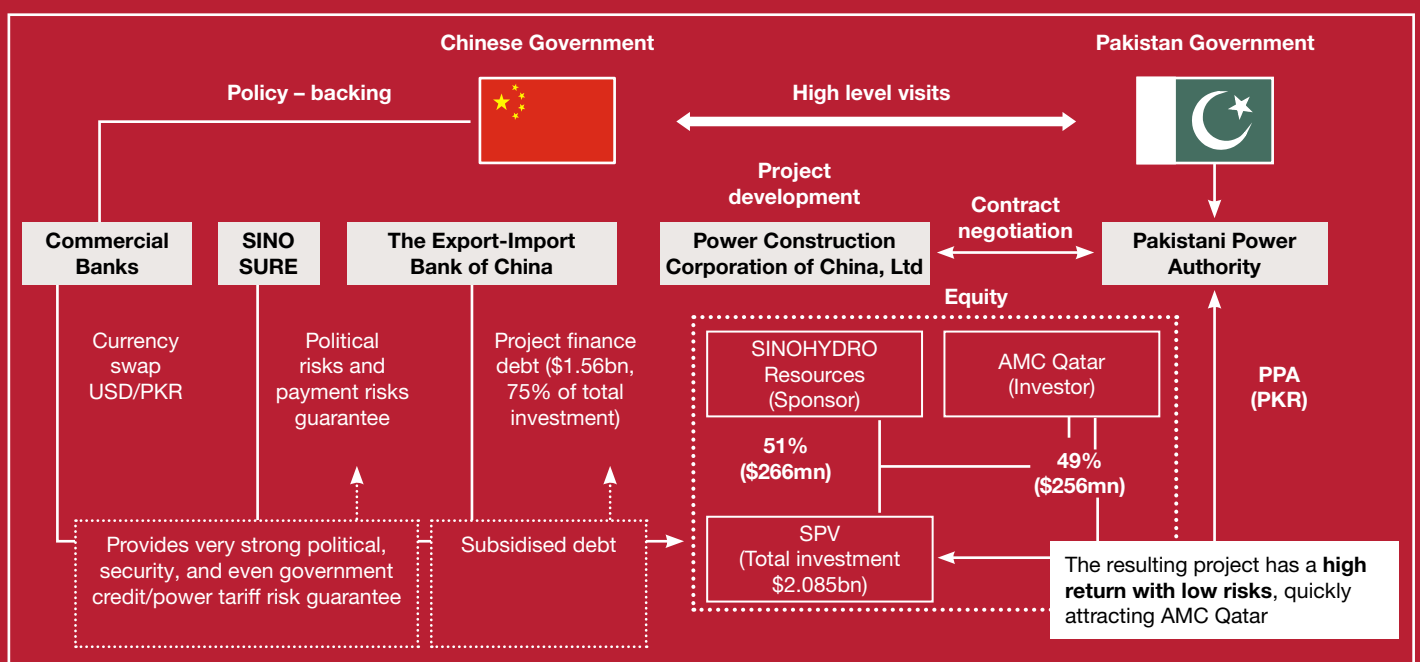 Chinese Government
Pakistan Government
Policy – backing
High level visits
Project
development
Contract
negotiation
Commercial
Banks
SINO
SURE
The Export-Import
Bank of China
Power Construction
Corporation of China, Ltd
Pakistani Power
Authority
Equity
Currency
swap
USD/PKR
Political
risks and
payment risks
guarantee
Project finance
debt ($1.56bn,
75% of total
investment)
SINOHYDRO
Resources
(Sponsor)
AMC Qatar
(Investor)
PPA
(PKR)
51%
($266mn)
49%
($256mn)
Provides very strong political,
security, and even government
credit/power tariff risk guarantee
Subsidised debt
SPV
(Total investment
$2.085bn)
The resulting project has a high
return with low risks, quickly
attracting AMC Qatar